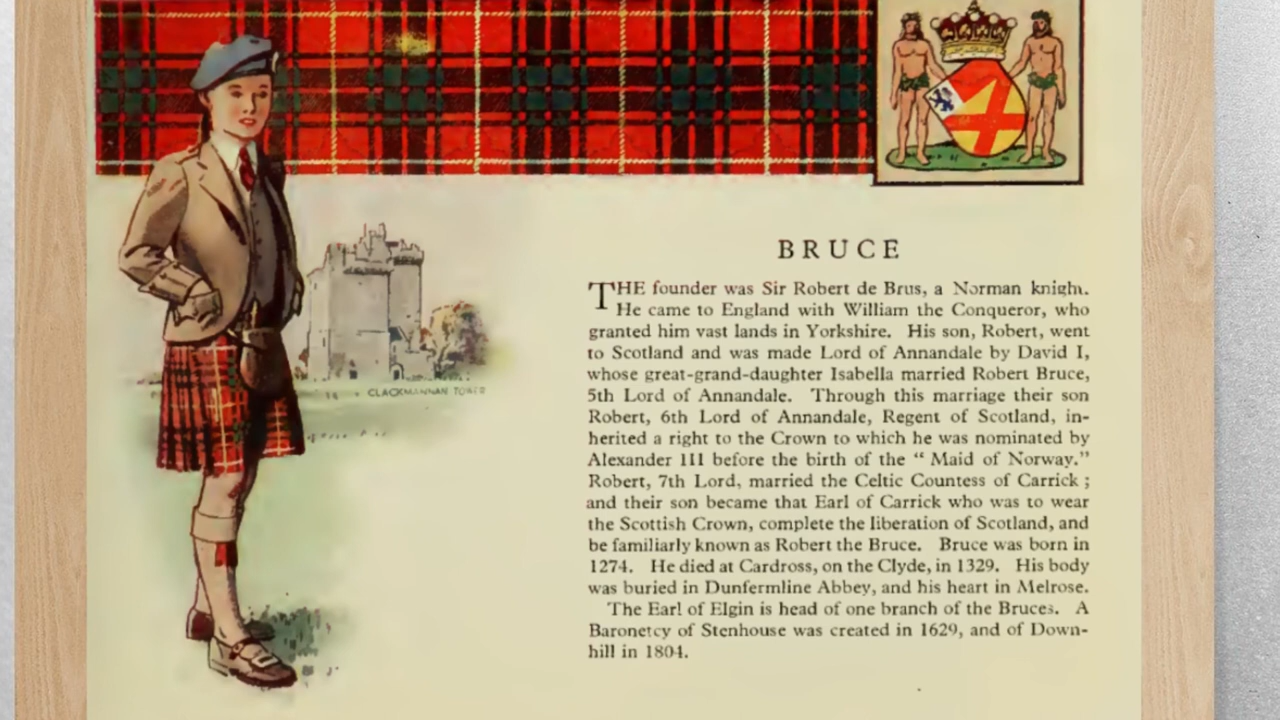 CLACKMANNAN TOWER
BRUCE
THE founder was Sir Robert de Brus, a Norman knight.
He came to England with William the Conqueror, who
granted him vast lands in Yorkshire. His son, Robert, went
to Scotland and was made Lord of Annandale by David I,
whose great-grand-daughter Isabella married Robert Bruce,
5th Lord of Annandale. Through this marriage their son
Robert, 6th Lord of Annandale, Regent of Scotland, in-
herited a right to the Crown to which he was nominated by
Alexander III before the birth of the “ Maid of Norway.”
Robert, 7th Lord, married the Celtic Countess of Carrick ;
and their son became that Earl of Carrick who was to wear
the Scottish Crown, complete the liberation of Scotland, and
be familiarly known as Robert the Bruce. Bruce was born in
1274. He died at Cardross, on the Clyde, in 1329. His body
was buried in Dunfermline Abbey, and his heart in Melrose.
The Earl of Elgin is head of one branch of the Bruces. A
Baronetcy of Stenhouse was created in 1629, and of Down-
hill in 1804.